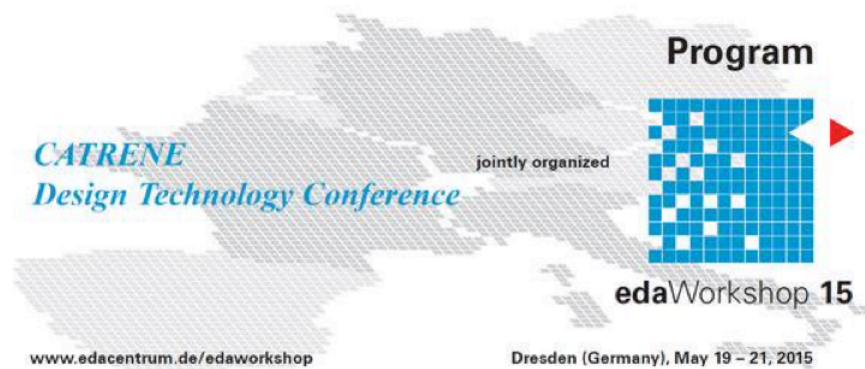 Program
CATRENE
Design Technology Conference
jointly organized
edaWorkshop 15
www.edacentrum.de/edaworkshop
Dresden (Germany), May 19 – 21, 2015